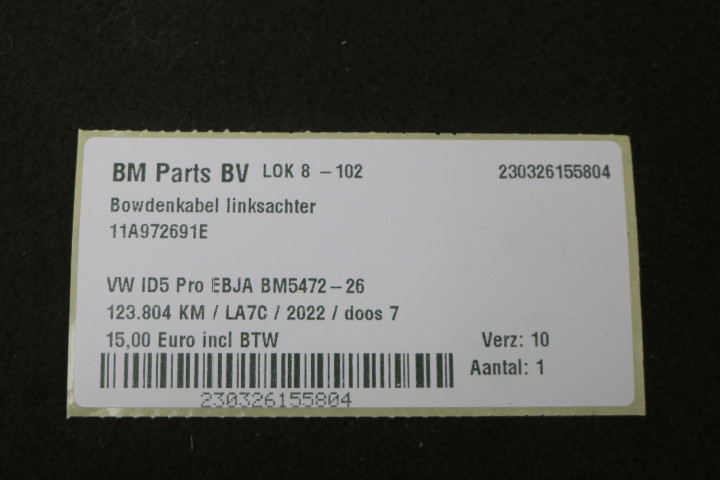 BM Parts BV LOK 8 - 102 230326155804
Bowdenkabel linksachter
11A972691E
VW ID5 Pro EBJA BM5472-26
123.804 KM / LA7C / 2022 / doos 7
15,00 Euro incl BTW Verz: 10
Aantal: 1
230326155804